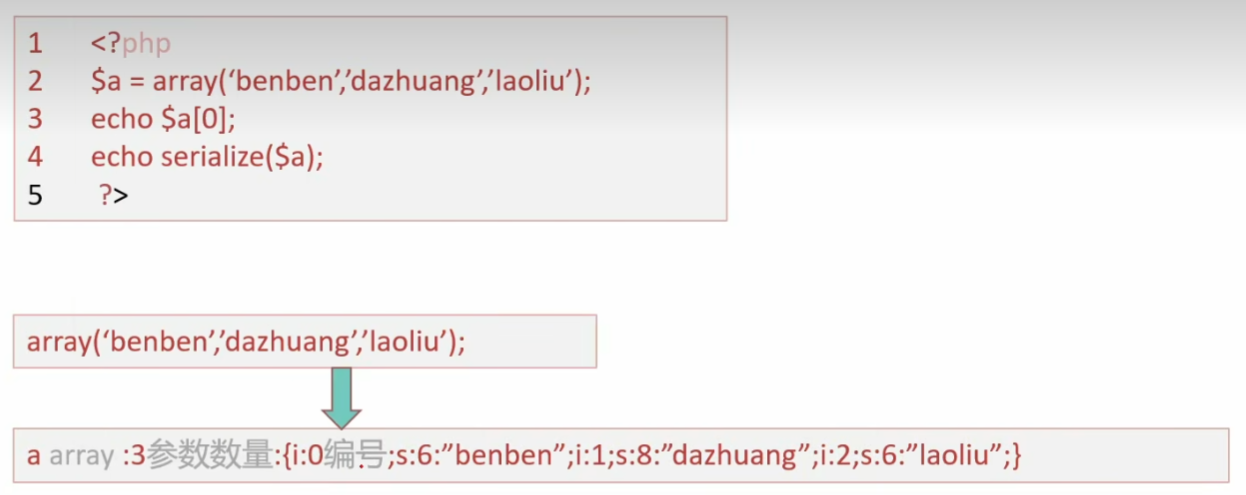 1 <?php
2 $a = array(‘benben’,’dazhuang’,’laoliu’);
3 echo $a[0];
4 echo serialize($a);
5 ?>
array(‘benben’,’dazhuang’,’laoliu’);
a array :3参数数量:{i:0编号;s:6:”benben”;i:1;s:8:”dazhuang”;i:2;s:6:”laoliu”;}